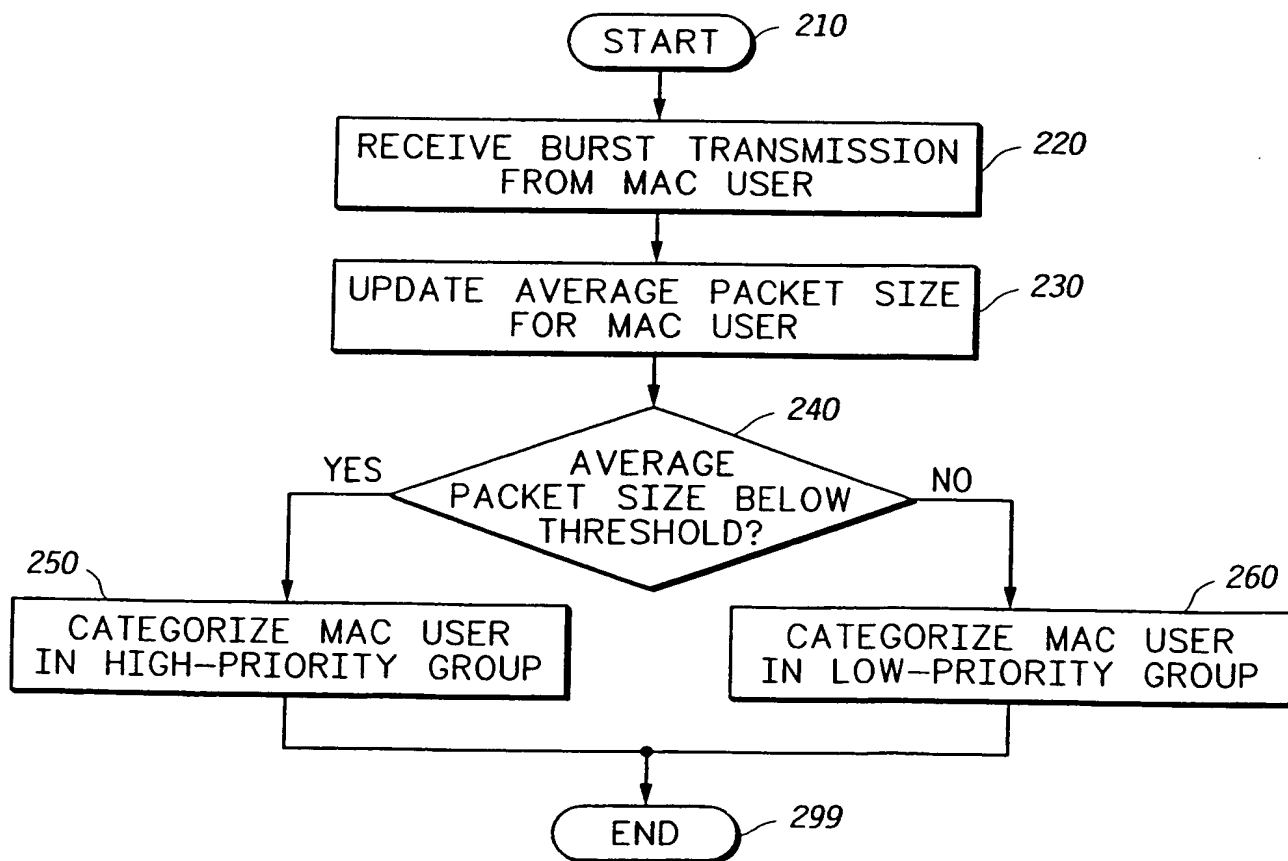 START
210
RECEIVE BURST TRANSMISSION
FROM MAC USER
220
UPDATE AVERAGE PACKET SIZE
FOR MAC USER
230
240
AVERAGE
PACKET SIZE BELOW
THRESHOLD?
YES
NO
250
CATEGORIZE MAC USER
IN HIGH-PRIORITY GROUP
260
CATEGORIZE MAC USER
IN LOW-PRIORITY GROUP
END
299